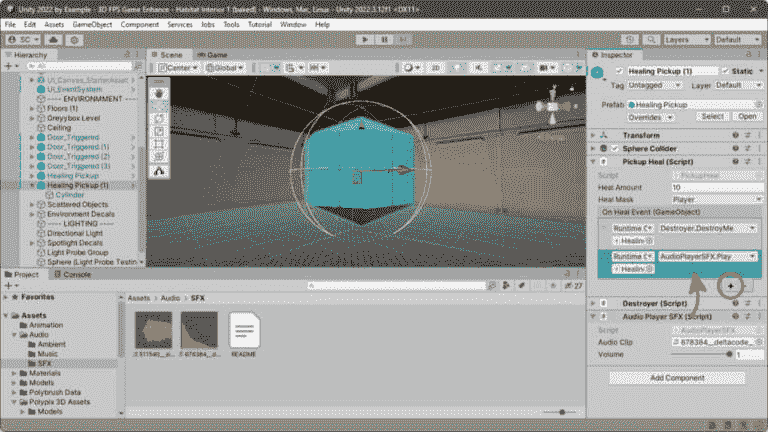 Unity 2022 by Example - 3D FPS Game Enhance - Habitat Interior 1 (baked) - Windows, Mac, Linux - Unity 2022.3.12f1 <DX11>
File Edit Assets GameObject Component Services Jobs Tools Tutorial Window Help
SC
Layers Default
Hierarchy
All
UI_Canvas_StarterAsset
UI_EventSystem
---- ENVIRONMMENT ----
Floors (1)
Greyybox Level
Ceiling
Door_Triggered
Door_Triggered (1)
Door_Triggered (2)
Door_Triggered (3)
Healing Pickup
Healing Pickup (1)
Cylinder
Scattered Objects
Environment Decals
---- LIGHTING ----
Directional Light
Spotlight Decals
Light Probe Group
Sphere (Light Probe Testin
Scene Game
Center Global
2D
Inspector
Healing Pickup (1) Static
Tag Untagged Layer Default
Prefab Healing Pickup
Overrides Select Open
Transform
Sphere Collider
Pickup Heal (Script)
Script PickupHeal
Heal Amount 10
Heal Mask Player
On Heal Event (GameObject)
Runtime Destroyer.DestroyMe
Healin
Runtime AudioPlayerSFX.Play
Healin
+
Destroyer (Script)
Audio Player SFX (Script)
Script AudioPlayerSFX
Audio Clip 678384__deltacode_
Volume 1
Add Component
Project Console
27
Favorites
Assets
Animation
Audio
Ambient
Music
SFX
Materials
Models
Polybrush Data
Polypix 3D Assets
Models
Assets > Audio > SFX
511540__d... 678384__d... README